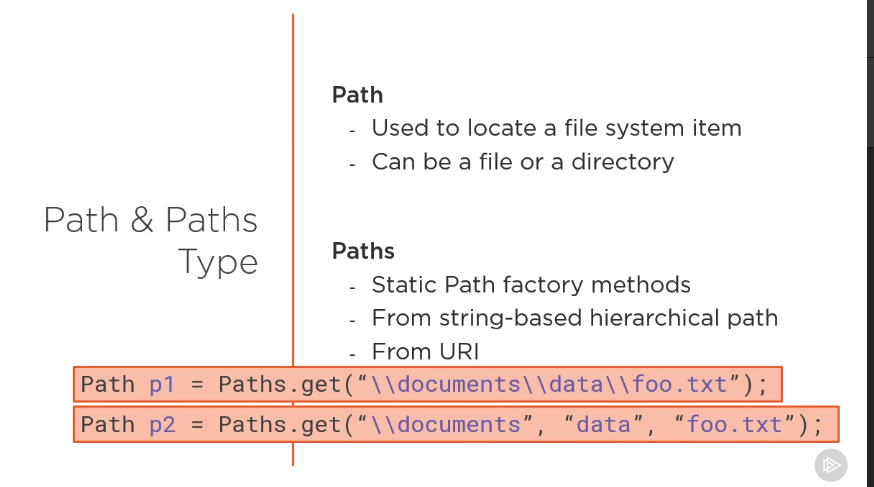 Path & Paths
Type
Path
- Used to locate a file system item
- Can be a file or a directory
Paths
- Static Path factory methods
- From string-based hierarchical path
- From URI
Path p1 = Paths.get(“\\documents\\data\\foo.txt”);
Path p2 = Paths.get(“\\documents”, “data”, “foo.txt”);